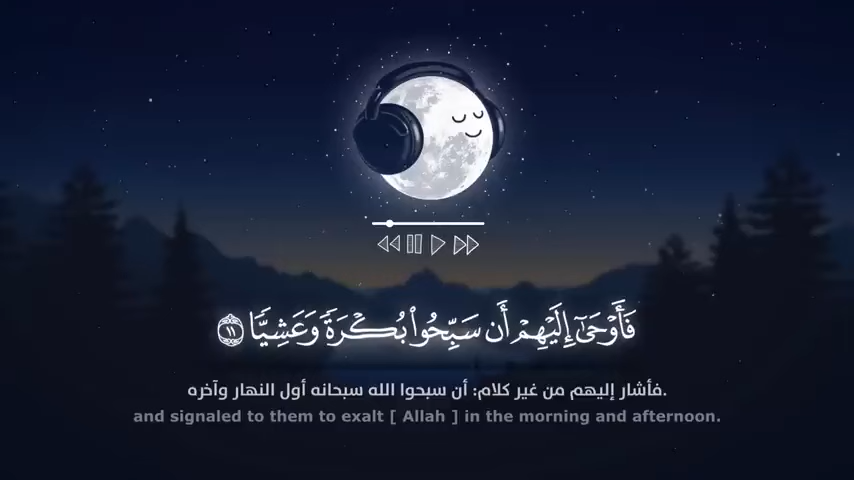 فَأَوْحَىٰٓ إِلَيْهِمْ أَن سَبِّحُوا۟ بُكْرَةً وَعَشِيًّا ١١
فأشار إليهم من غير كلام: أن سبحوا الله سبحانه أول النهار وآخره.
and signaled to them to exalt [ Allah ] in the morning and afternoon.